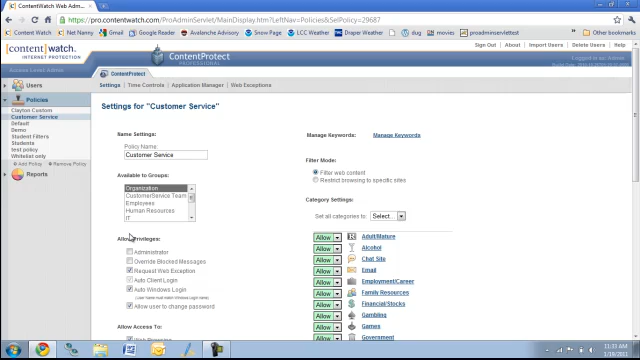 ContentWatch Web Adm...
https://pro.contentwatch.com/ProAdminServlet/MainDisplay.htm?LeftNav=Policies&SelPolicy=29687
Content Watch
Net Nanny
Gmail
Google Reader
Avalanche Advisory
Snow Page
LCC Weather
Draper Weather
dug
proadmservlettest
Other bookmarks
Sign Out | About | Import Users | Delete Users | Help
[content]watch.
INTERNET PROTECTION
ContentProtect
PROFESSIONAL
Access Level: Admin
ContentProtect
Users
Settings | Time Controls | Application Manager | Web Exceptions
Policies
Clayton Custom
Customer Service
Default
Demo
Student Filters
Students
test policy
Whitelist only
Add Policy
Remove Policy
Reports
Settings for "Customer Service"
Name Settings:
Policy Name:
Customer Service
Available to Groups:
Organization
CustomerService Team
Employees
Human Resources
IT
Allow Privileges:
Administrator
Override Blocked Messages
Request Web Exception
Auto Client Login
Auto Windows Login
Allow user to change password
Allow Access To:
Manage Keywords:
Manage Keywords
Filter Mode:
Filter web content
Restrict browsing to specific sites
Category Settings:
Set all categories to:
Select...
Allow
Adult/Mature
Allow
Alcohol
Allow
Chat Site
Allow
Email
Allow
Employment/Career
Allow
Family Resources
Allow
Financial/Stocks
Allow
Gambling
Allow
Games
Allow
Government
11:33 AM